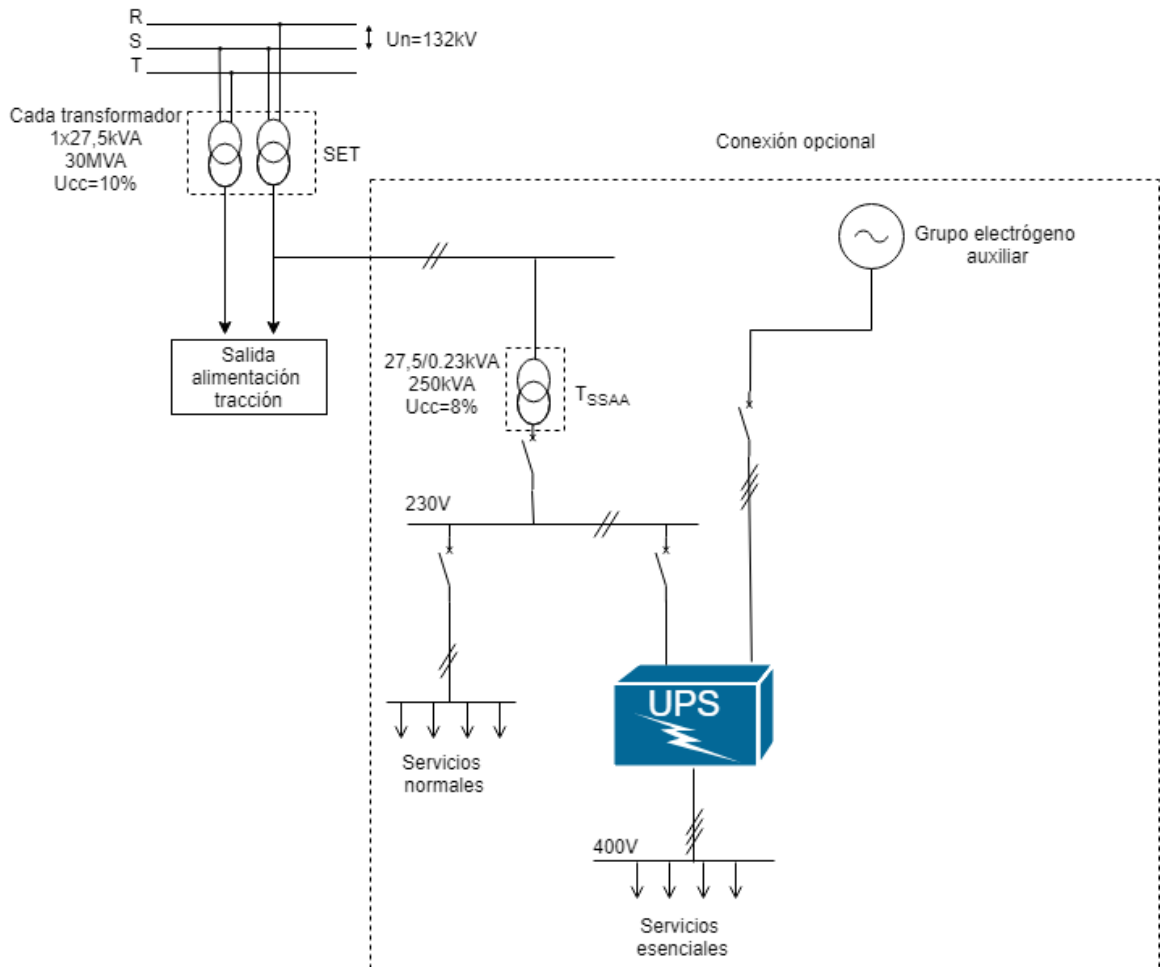 R
S
T
Un=132kV
Cada transformador
1x27,5kVA
30MVA
Ucc=10%
SET
Conexión opcional
Grupo electrógeno
auxiliar
Salida
alimentación
tracción
27,5/0.23kVA
250kVA
Ucc=8%
TSSAA
230V
UPS
Servicios
normales
400V
Servicios
esenciales